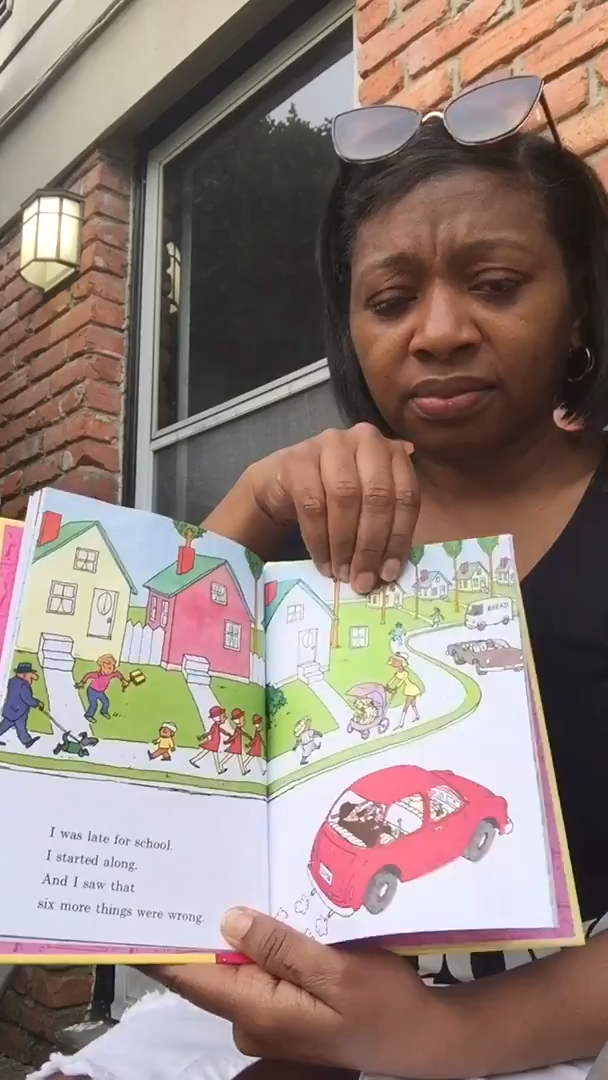 I was late for school.
I started along.
And I saw that
six more things were wrong.
BREAD